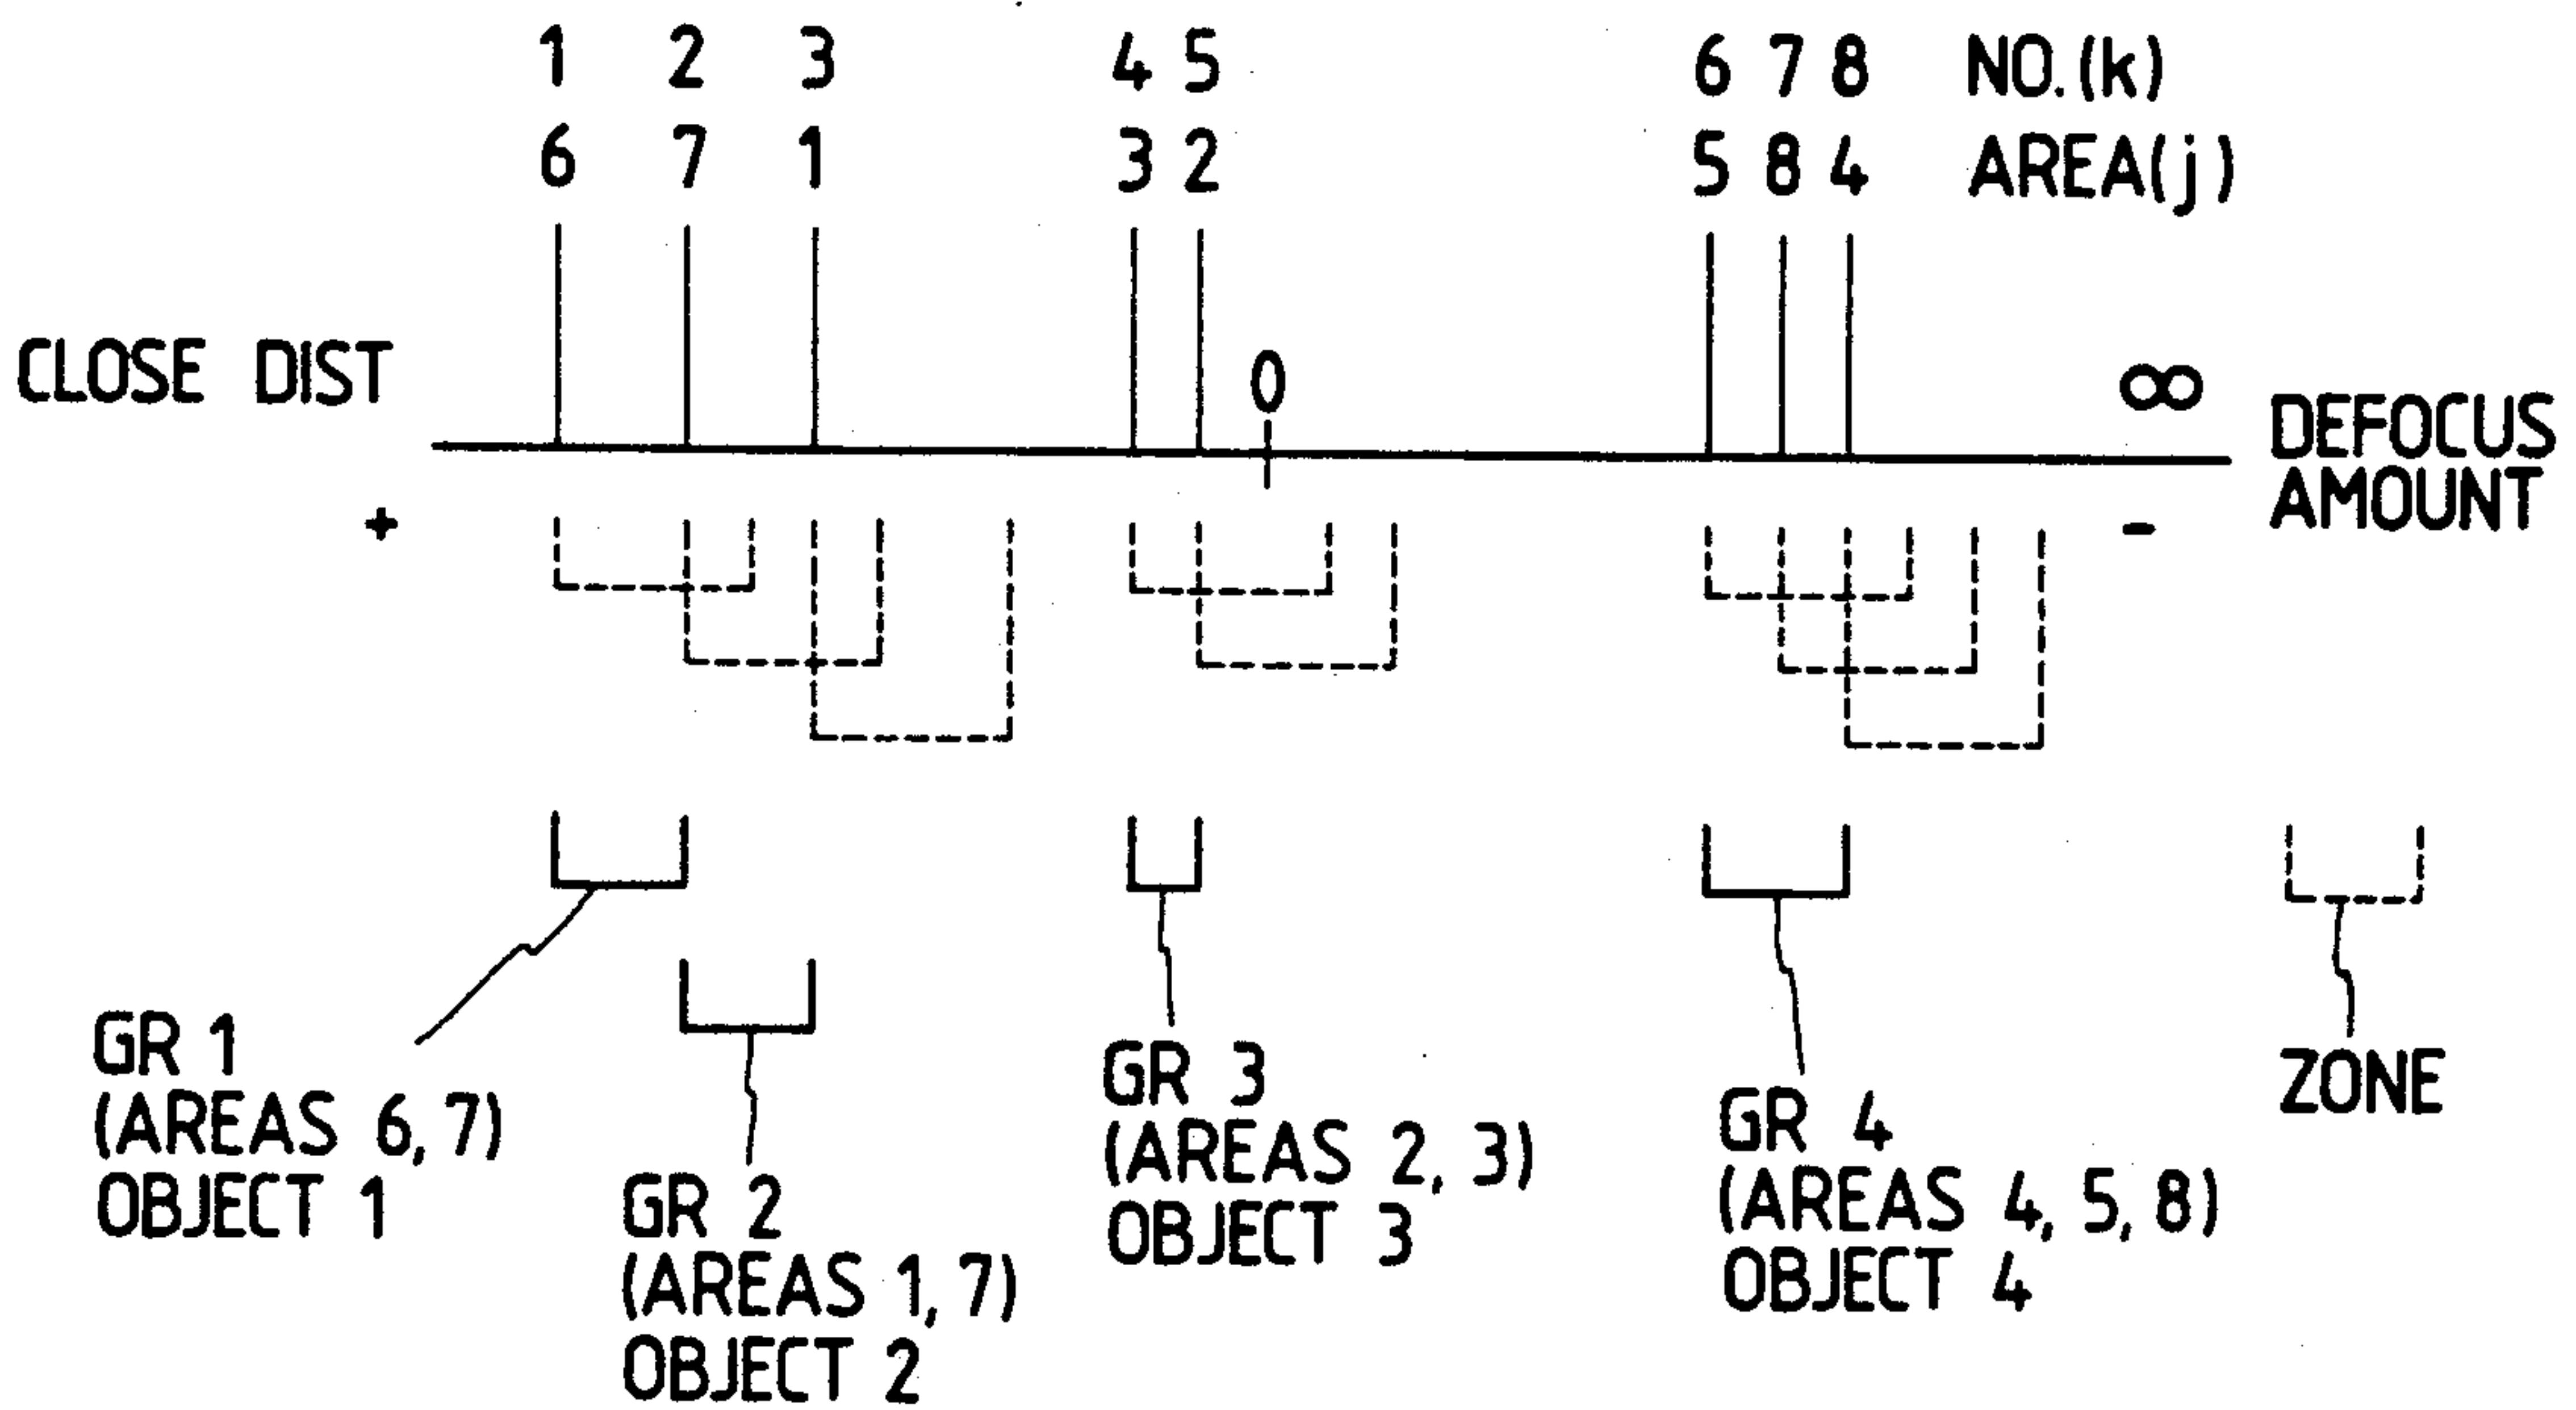 1 2 3 4 5 6 7 8 NO.(k)
6 7 1 3 2 5 8 4 AREA(j)
CLOSE DIST 0 ∞ DEFOCUS
AMOUNT
+ -
GR 1
(AREAS 6, 7)
OBJECT 1
GR 2
(AREAS 1, 7)
OBJECT 2
GR 3
(AREAS 2, 3)
OBJECT 3
GR 4
(AREAS 4, 5, 8)
OBJECT 4
ZONE